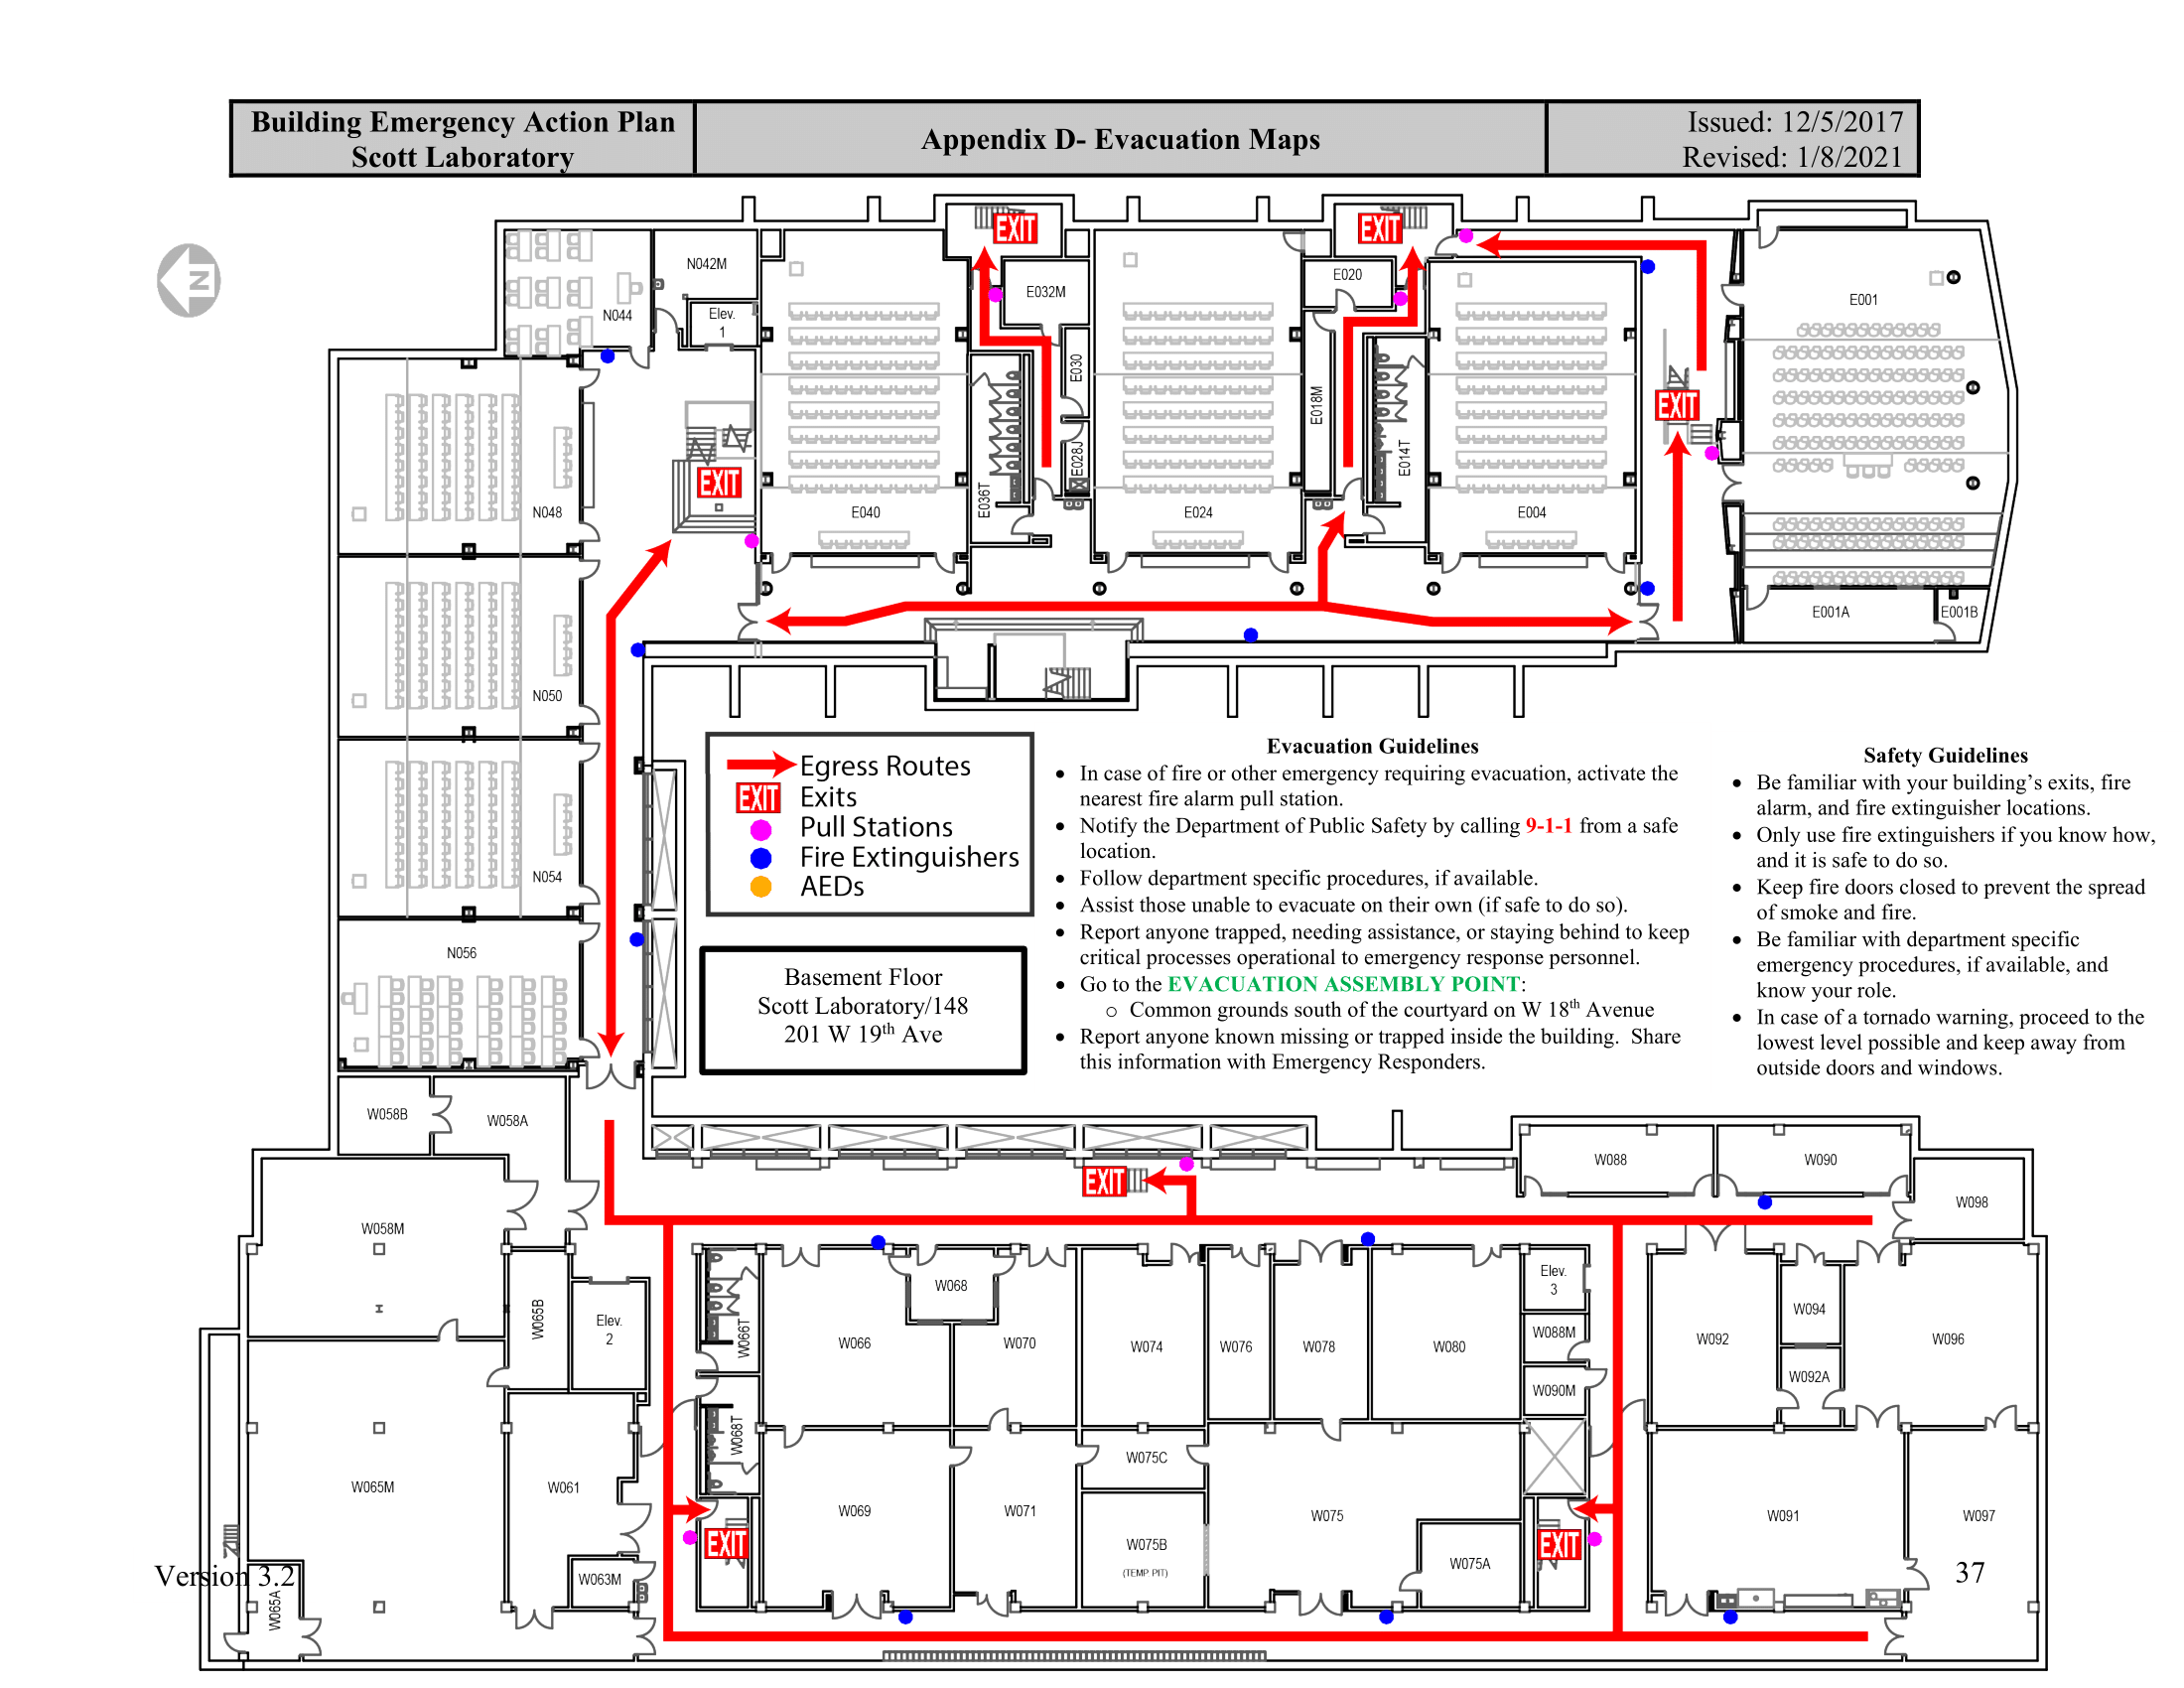 Building Emergency Action Plan
Scott Laboratory
Appendix D- Evacuation Maps
Issued: 12/5/2017
Revised: 1/8/2021
N
EXIT
EXIT
N042M
N044
Elev.
1
E032M
E020
E001
E030
E018M
E028J
E036T
E014T
EXIT
EXIT
N048
E040
E024
E004
E001A
E001B
N050
N054
N056
Egress Routes
EXIT Exits
Pull Stations
Fire Extinguishers
AEDs
Basement Floor
Scott Laboratory/148
201 W 19th Ave
Evacuation Guidelines
• In case of fire or other emergency requiring evacuation, activate the
nearest fire alarm pull station.
• Notify the Department of Public Safety by calling 9-1-1 from a safe
location.
• Follow department specific procedures, if available.
• Assist those unable to evacuate on their own (if safe to do so).
• Report anyone trapped, needing assistance, or staying behind to keep
critical processes operational to emergency response personnel.
• Go to the EVACUATION ASSEMBLY POINT:
o Common grounds south of the courtyard on W 18th Avenue
• Report anyone known missing or trapped inside the building. Share
this information with Emergency Responders.
Safety Guidelines
• Be familiar with your building's exits, fire
alarm, and fire extinguisher locations.
• Only use fire extinguishers if you know how,
and it is safe to do so.
• Keep fire doors closed to prevent the spread
of smoke and fire.
• Be familiar with department specific
emergency procedures, if available, and
know your role.
• In case of a tornado warning, proceed to the
lowest level possible and keep away from
outside doors and windows.
W058B
W058A
W088
W090
EXIT
W098
W058M
W065B
Elev.
2
W066T
W066
W068
W070
W074
W076
W078
W080
Elev.
3
W088M
W090M
W092
W094
W092A
W096
W065M
W061
W068T
W069
W071
W075C
W075B
(TEMP. PIT)
W075
W075A
W091
W097
EXIT
EXIT
W063M
W065A
Version 3.2
37